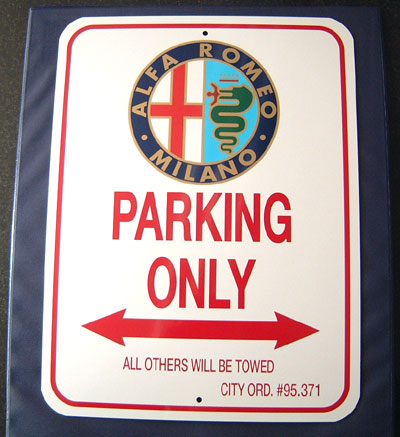 ALFA ROMEO
MILANO
PARKING
ONLY
ALL OTHERS WILL BE TOWED
CITY ORD. #95.371